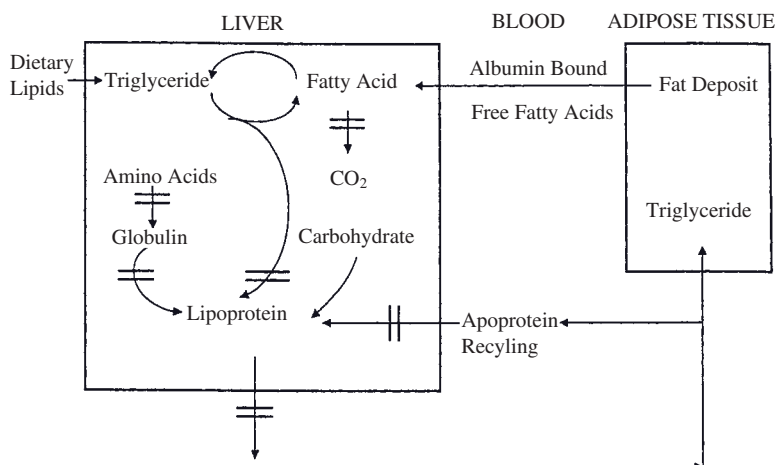 LIVER
BLOOD
ADIPOSE TISSUE
Dietary
Lipids
Triglyceride
Fatty Acid
Albumin Bound
Free Fatty Acids
Fat Deposit
CO₂
Amino Acids
Triglyceride
Globulin
Carbohydrate
Lipoprotein
Apoprotein
Recyling